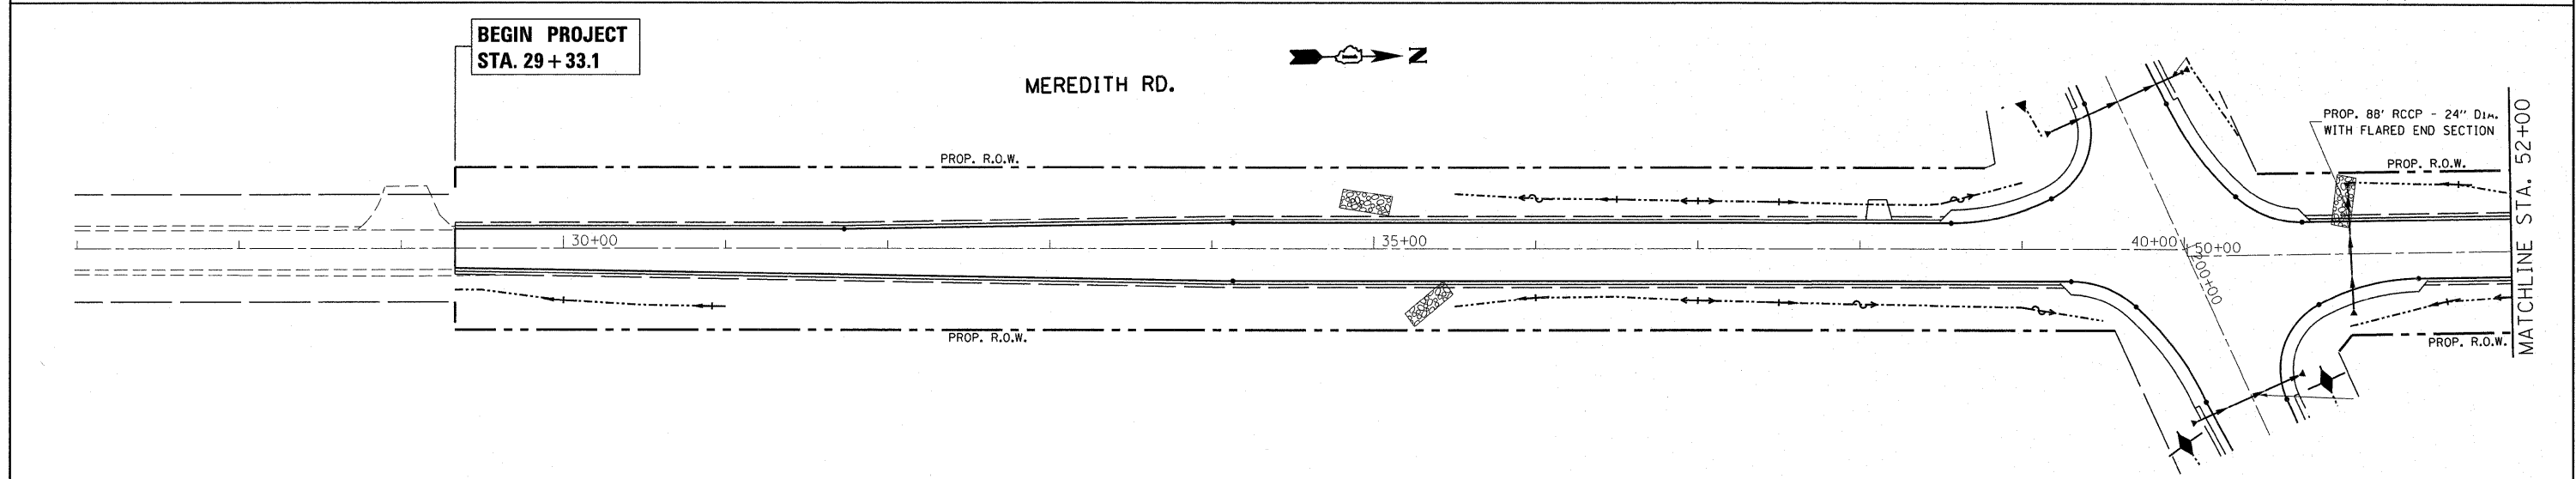 BEGIN PROJECT
STA. 29+33.1
MEREDITH RD.
N
PROP. 88' RCCP - 24" DIA.
WITH FLARED END SECTION
PROP. R.O.W.
PROP. R.O.W.
30+00
35+00
40+00
50+00
200+00
PROP. R.O.W.
PROP. R.O.W.
MATCHLINE STA. 52+00